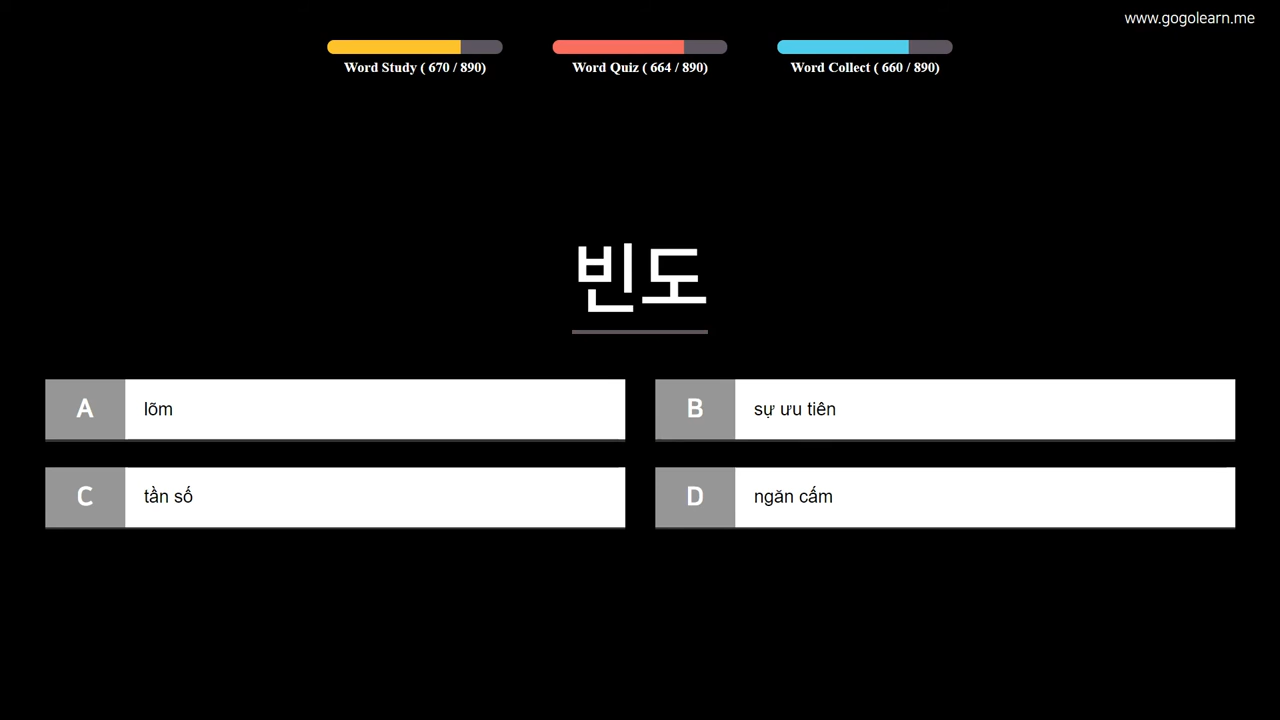 www.gogolearn.me
Word Study ( 670 / 890)
Word Quiz ( 664 / 890)
Word Collect ( 660 / 890)
빈도
A lõm
B sự ưu tiên
C tần số
D ngăn cấm